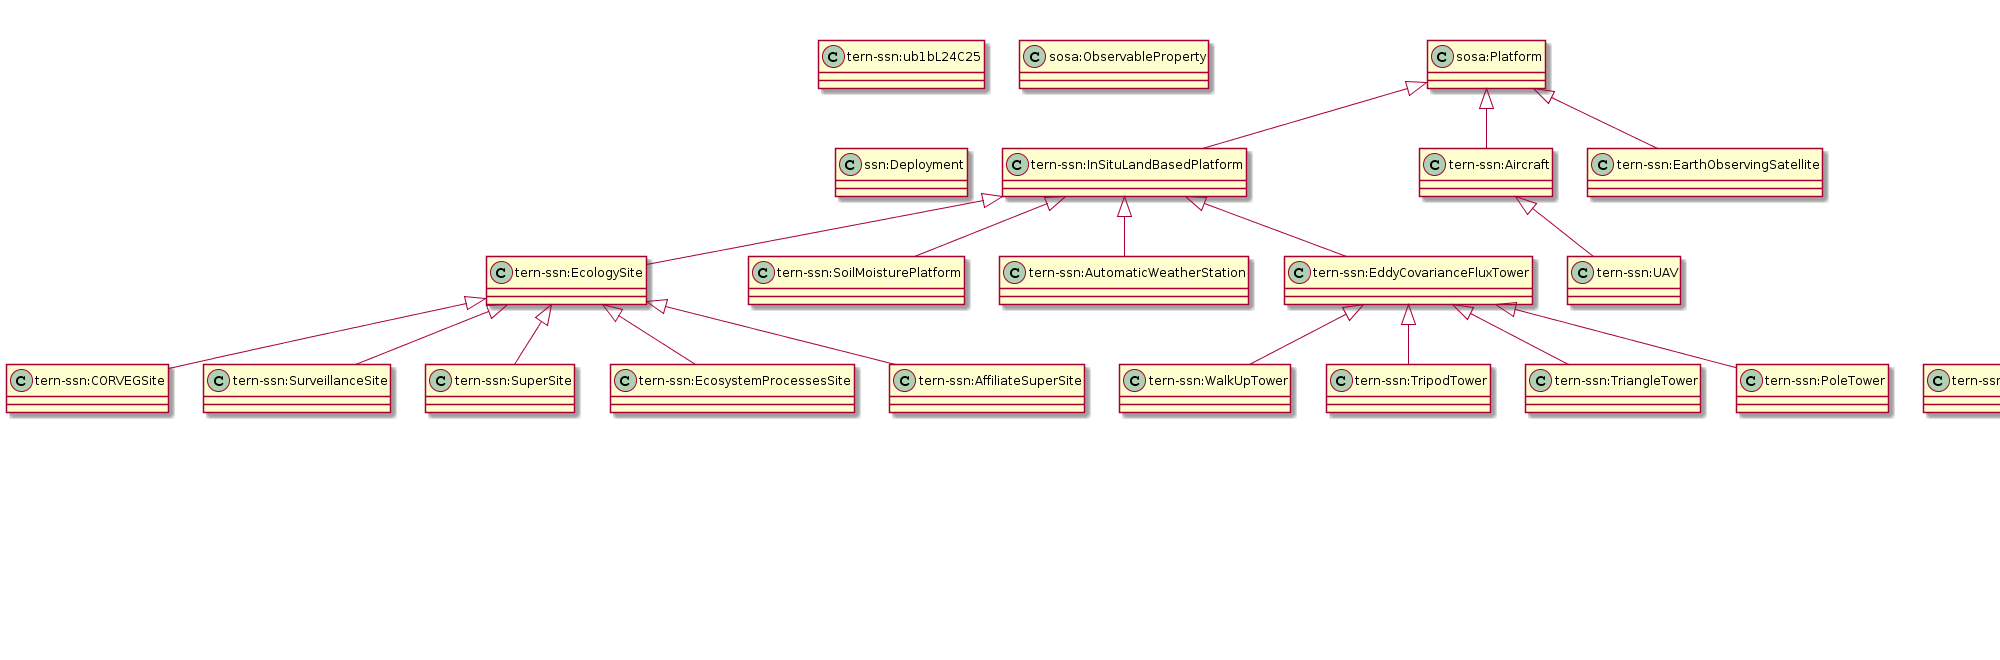 C tern-ssn:ub1bL24C25
C sosa:ObservableProperty
C sosa:Platform
C ssn:Deployment
C tern-ssn:InSituLandBasedPlatform
C tern-ssn:Aircraft
C tern-ssn:EarthObservingSatellite
C tern-ssn:EcologySite
C tern-ssn:SoilMoisturePlatform
C tern-ssn:AutomaticWeatherStation
C tern-ssn:EddyCovarianceFluxTower
C tern-ssn:UAV
C tern-ssn:CORVEGSite
C tern-ssn:SurveillanceSite
C tern-ssn:SuperSite
C tern-ssn:EcosystemProcessesSite
C tern-ssn:AffiliateSuperSite
C tern-ssn:WalkUpTower
C tern-ssn:TripodTower
C tern-ssn:TriangleTower
C tern-ssn:PoleTower
C tern-ssn